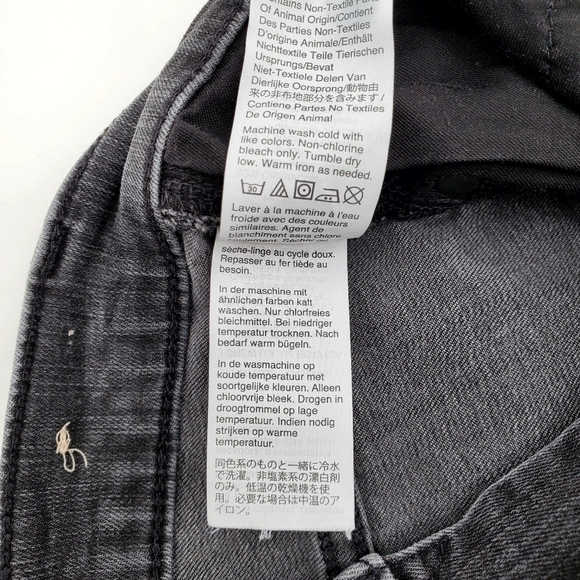 Contains Non-Textile Parts
Of Animal Origin/Contient
Des Parties Non-Textiles
D'origine Animale/Enthält
Nichttextile Teile Tierischen
Ursprungs/Bevat
Niet-Textiele Delen Van
Dierlijke Oorsprong/動物由
来の非布地部分を含みます/
Contiene Partes No Textiles
De Origen Animal
Machine wash cold with
like colors. Non-chlorine
bleach only. Tumble dry
low. Warm iron as needed.
30
Laver à la machine à l'eau
froide avec des couleurs
similaires. Agent de
blanchiment sans chlore
sèche-linge au cycle doux.
Repasser au fer tiède au
besoin.
In der maschine mit
ähnlichen farben kalt
waschen. Nur chlorfreies
bleichmittel. Bei niedriger
temperatur trocknen. Nach
bedarf warm bügeln.
In de wasmachine op
koude temperatuur met
soortgelijke kleuren. Alleen
chloorvrije bleek. Drogen in
droogtrommel op lage
temperatuur. Indien nodig
strijken op warme
temperatuur.
同色系のものと一緒に冷水
で洗濯。非塩素系の漂白剤
のみ。低温の乾燥機を使
用。必要な場合は中温のア
イロン。